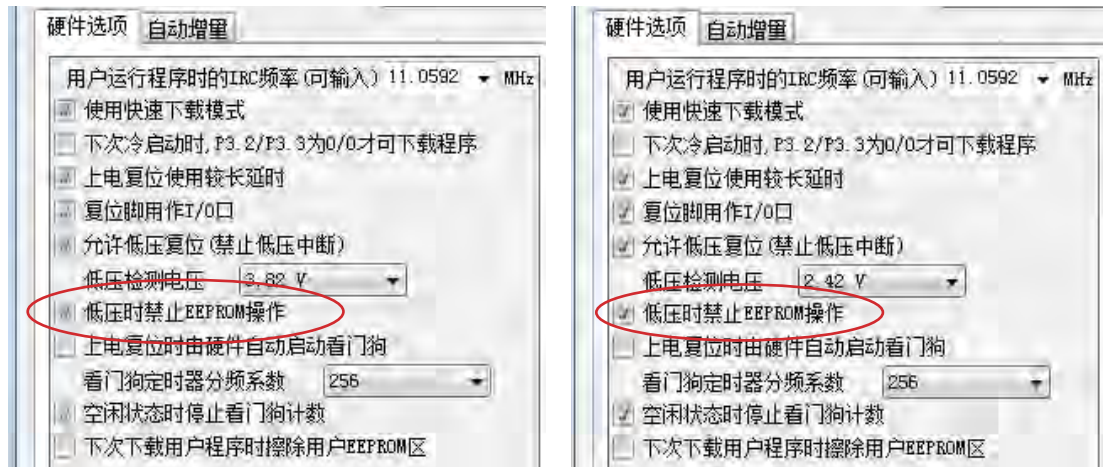 硬件选项 自动增量
用户运行程序时的IRC频率(可输入) 11.0592 MHz
使用快速下载模式
下次冷启动时,P3.2/P3.3为0/0才可下载程序
上电复位使用较长延时
复位脚用作I/O口
允许低压复位(禁止低压中断)
低压检测电压 3.82 V
低压时禁止EEPROM操作
上电复位时由硬件自动启动看门狗
看门狗定时器分频系数 256
空闲状态时停止看门狗计数
下次下载用户程序时擦除用户EEPROM区
硬件选项 自动增量
用户运行程序时的IRC频率(可输入) 11.0592 MHz
使用快速下载模式
下次冷启动时,P3.2/P3.3为0/0才可下载程序
上电复位使用较长延时
复位脚用作I/O口
允许低压复位(禁止低压中断)
低压检测电压 2.42 V
低压时禁止EEPROM操作
上电复位时由硬件自动启动看门狗
看门狗定时器分频系数 256
空闲状态时停止看门狗计数
下次下载用户程序时擦除用户EEPROM区